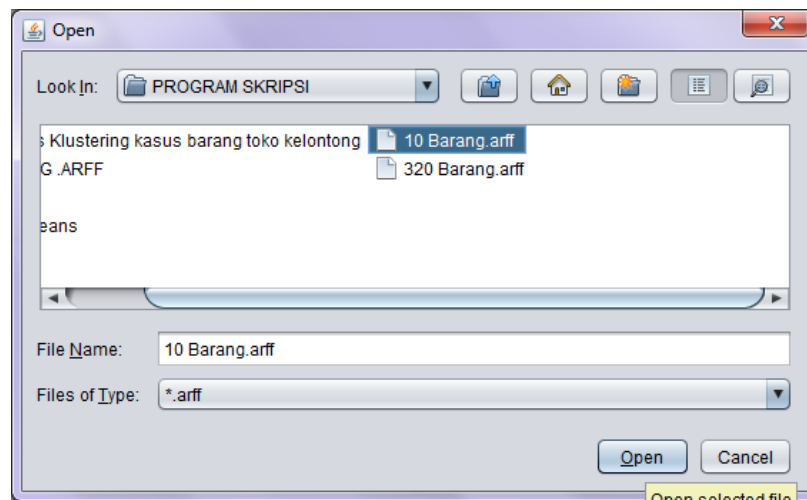 Open
Look In: PROGRAM SKRIPSI
s Klustering kasus barang toko kelontong 10 Barang.arff
G .ARFF 320 Barang.arff
eans
File Name: 10 Barang.arff
Files of Type: *.arff
Open Cancel
Open selected file